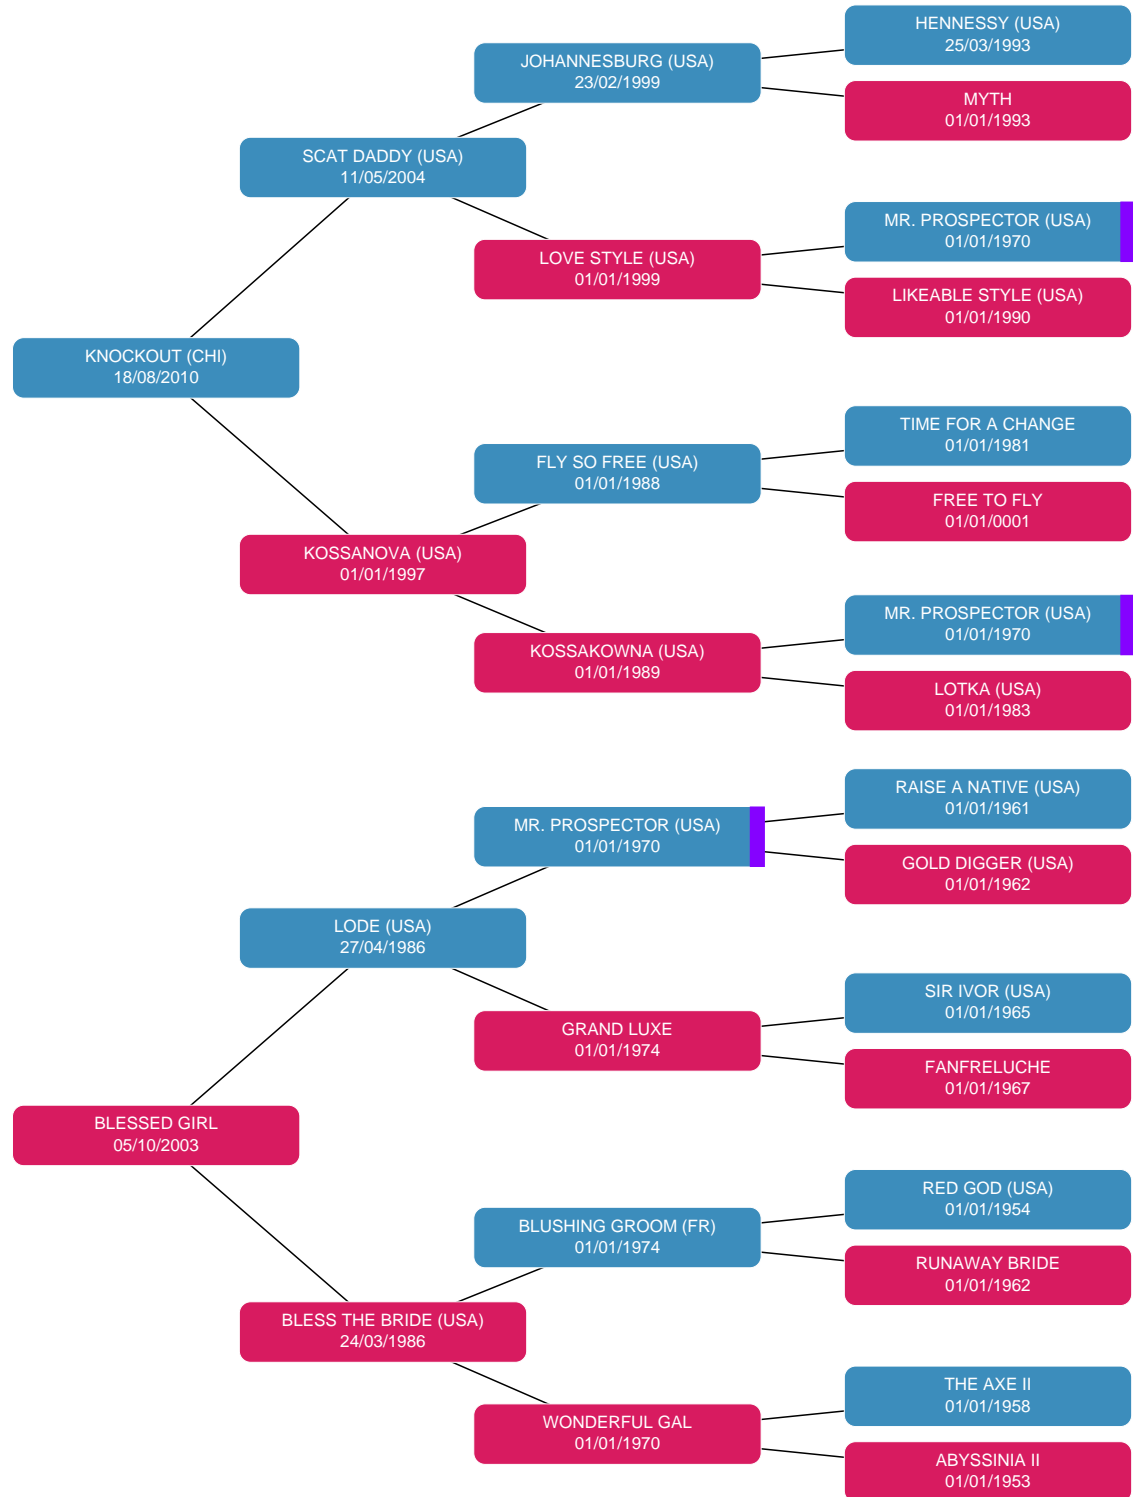 HENNESSY (USA)
25/03/1993
JOHANNESBURG (USA)
23/02/1999
MYTH
01/01/1993
SCAT DADDY (USA)
11/05/2004
MR. PROSPECTOR (USA)
01/01/1970
LOVE STYLE (USA)
01/01/1999
LIKEABLE STYLE (USA)
01/01/1990
KNOCKOUT (CHI)
18/08/2010
TIME FOR A CHANGE
01/01/1981
FLY SO FREE (USA)
01/01/1988
FREE TO FLY
01/01/0001
KOSSANOVA (USA)
01/01/1997
MR. PROSPECTOR (USA)
01/01/1970
KOSSAKOWNA (USA)
01/01/1989
LOTKA (USA)
01/01/1983
RAISE A NATIVE (USA)
01/01/1961
MR. PROSPECTOR (USA)
01/01/1970
GOLD DIGGER (USA)
01/01/1962
LODE (USA)
27/04/1986
SIR IVOR (USA)
01/01/1965
GRAND LUXE
01/01/1974
FANFRELUCHE
01/01/1967
BLESSED GIRL
05/10/2003
RED GOD (USA)
01/01/1954
BLUSHING GROOM (FR)
01/01/1974
RUNAWAY BRIDE
01/01/1962
BLESS THE BRIDE (USA)
24/03/1986
THE AXE II
01/01/1958
WONDERFUL GAL
01/01/1970
ABYSSINIA II
01/01/1953